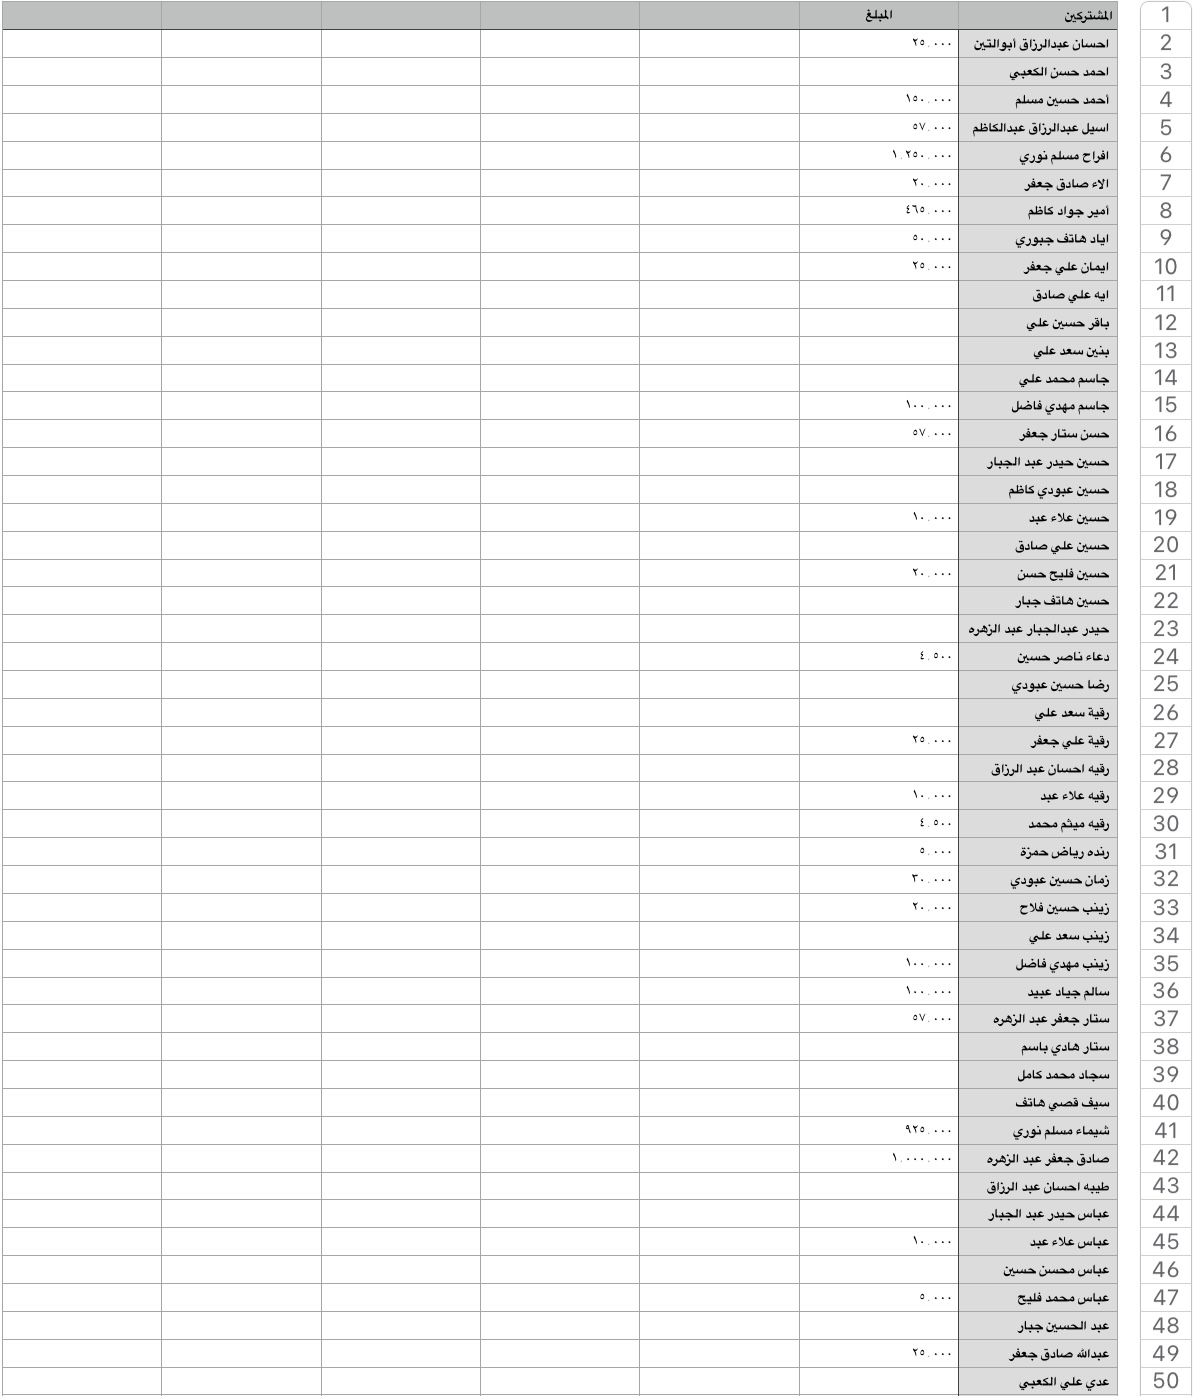 المشتركين المبلغ 1
احسان عبدالرزاق أبوالتين ٢٥.٠٠٠ 2
احمد حسن الكعبي 3
أحمد حسين مسلم ١٥٠.٠٠٠ 4
اسيل عبدالرزاق عبدالكاظم ٥٧.٠٠٠ 5
افراح مسلم نوري ١.٢٥٠.٠٠٠ 6
الاء صادق جعفر ٢٠.٠٠٠ 7
أمير جواد كاظم ٤٦٥.٠٠٠ 8
اياد هاتف جبوري ٥٠.٠٠٠ 9
ايمان علي جعفر ٢٥.٠٠٠ 10
ايه علي صادق 11
باقر حسين علي 12
بنين سعد علي 13
جاسم محمد علي 14
جاسم مهدي فاضل ١٠٠.٠٠٠ 15
حسن ستار جعفر ٥٧.٠٠٠ 16
حسين حيدر عبد الجبار 17
حسين عبودي كاظم 18
حسين علاء عبد ١٠.٠٠٠ 19
حسين علي صادق 20
حسين فليح حسن ٢٠.٠٠٠ 21
حسين هاتف جبار 22
حيدر عبدالجبار عبد الزهره 23
دعاء ناصر حسين ٤.٥٠٠ 24
رضا حسين عبودي 25
رقية سعد علي 26
رقية علي جعفر ٢٥.٠٠٠ 27
رقيه احسان عبد الرزاق 28
رقيه علاء عبد ١٠.٠٠٠ 29
رقيه ميثم محمد ٤.٥٠٠ 30
رنده رياض حمزة ٥.٠٠٠ 31
زمان حسين عبودي ٣٠.٠٠٠ 32
زينب حسين فلاح ٢٠.٠٠٠ 33
زينب سعد علي 34
زينب مهدي فاضل ١٠٠.٠٠٠ 35
سالم جياد عبيد ١٠٠.٠٠٠ 36
ستار جعفر عبد الزهره ٥٧.٠٠٠ 37
ستار هادي باسم 38
سجاد محمد كامل 39
سيف قصي هاتف 40
شيماء مسلم نوري ٩٢٥.٠٠٠ 41
صادق جعفر عبد الزهره ١.٠٠٠.٠٠٠ 42
طيبه احسان عبد الرزاق 43
عباس حيدر عبد الجبار 44
عباس علاء عبد ١٠.٠٠٠ 45
عباس محسن حسين 46
عباس محمد فليح ٥.٠٠٠ 47
عبد الحسين جبار 48
عبدالله صادق جعفر ٢٥.٠٠٠ 49
عدي علي الكعبي 50